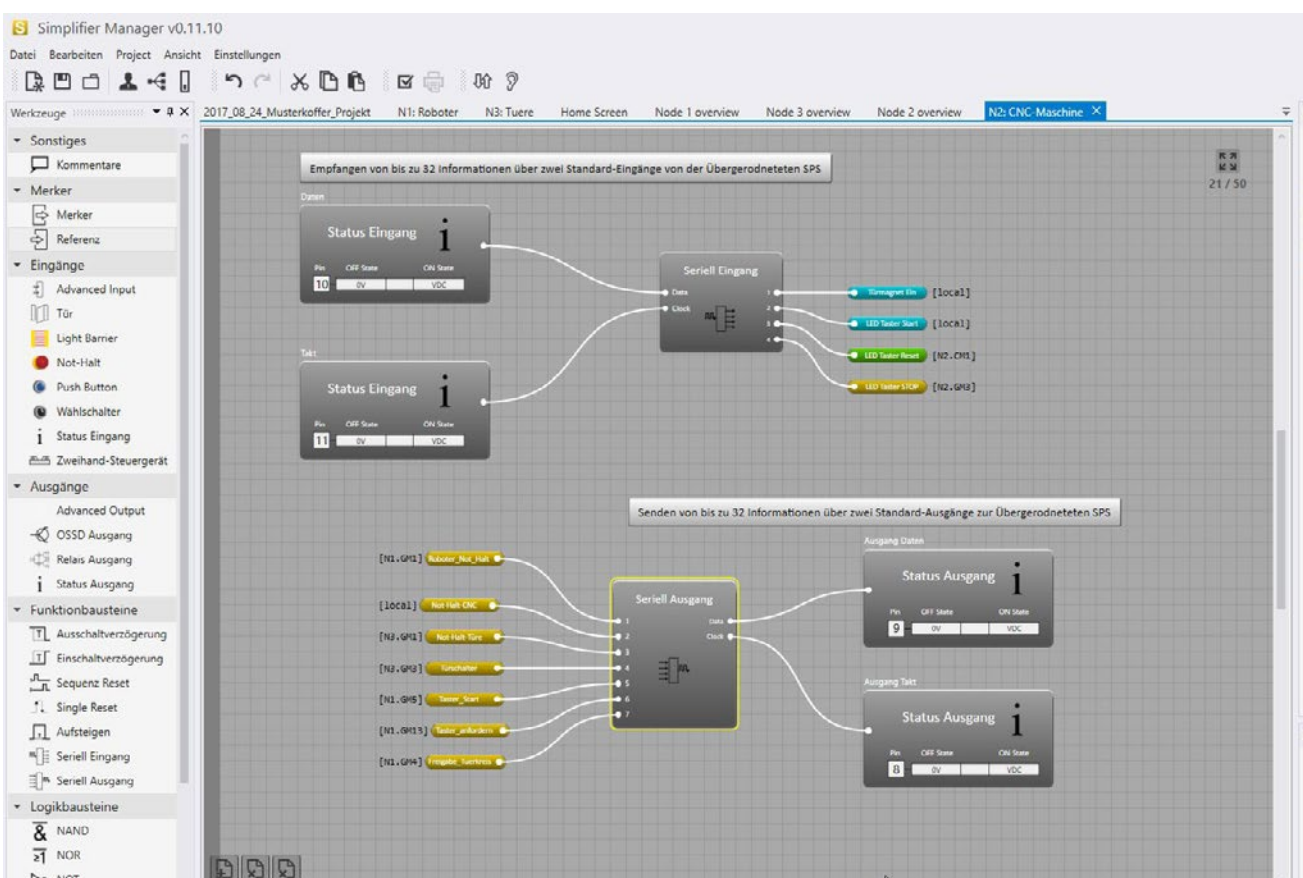 Simplifier Manager v0.11.10
Datei Bearbeiten Project Ansicht Einstellungen
Werkzeuge
2017_08_24_Musterkoffer_Projekt N1: Roboter N3: Tuere Home Screen Node 1 overview Node 3 overview Node 2 overview N2: CNC-Maschine
Sonstiges
Kommentare
Merker
Merker
Referenz
Eingänge
Advanced Input
Tür
Light Barrier
Not-Halt
Push Button
Wahlschalter
Status Eingang
Zweihand-Steuergerät
Ausgänge
Advanced Output
OSSD Ausgang
Relais Ausgang
Status Ausgang
Funktionbausteine
Ausschaltverzögerung
Einschaltverzögerung
Sequenz Reset
Single Reset
Aufsteigen
Seriell Eingang
Seriell Ausgang
Logikbausteine
NAND
NOR
NOT
Empfangen von bis zu 32 Informationen über zwei Standard-Eingänge von der Übergerodneteten SPS
21 / 50
Daten
Status Eingang
Pin OFF State ON State
10 0V VDC
Takt
Status Eingang
Pin OFF State ON State
11 0V VDC
Seriell Eingang
Data 1
Clock 2
3
4
Türmagnet Ein [local]
LED Taster Start [local]
LED Taster Reset [N2.CM1]
LED Taster STOP [N2.GM3]
Senden von bis zu 32 Informationen über zwei Standard-Ausgänge zur Übergerodneteten SPS
[N1.GM1] Roboter_Not_Halt
[local] Not-Halt-CNC
[N3.GM1] Not-Halt Türe
[N3.GM3] Türschalter
[N1.GM5] Taster_Start
[N1.GM13] Taster_anfordern
[N1.GM4] Freigabe_Tuerkreis
Seriell Ausgang
1 Data
2 Clock
3
4
5
6
7
Ausgang Daten
Status Ausgang
Pin OFF State ON State
9 0V VDC
Ausgang Takt
Status Ausgang
Pin OFF State ON State
8 0V VDC